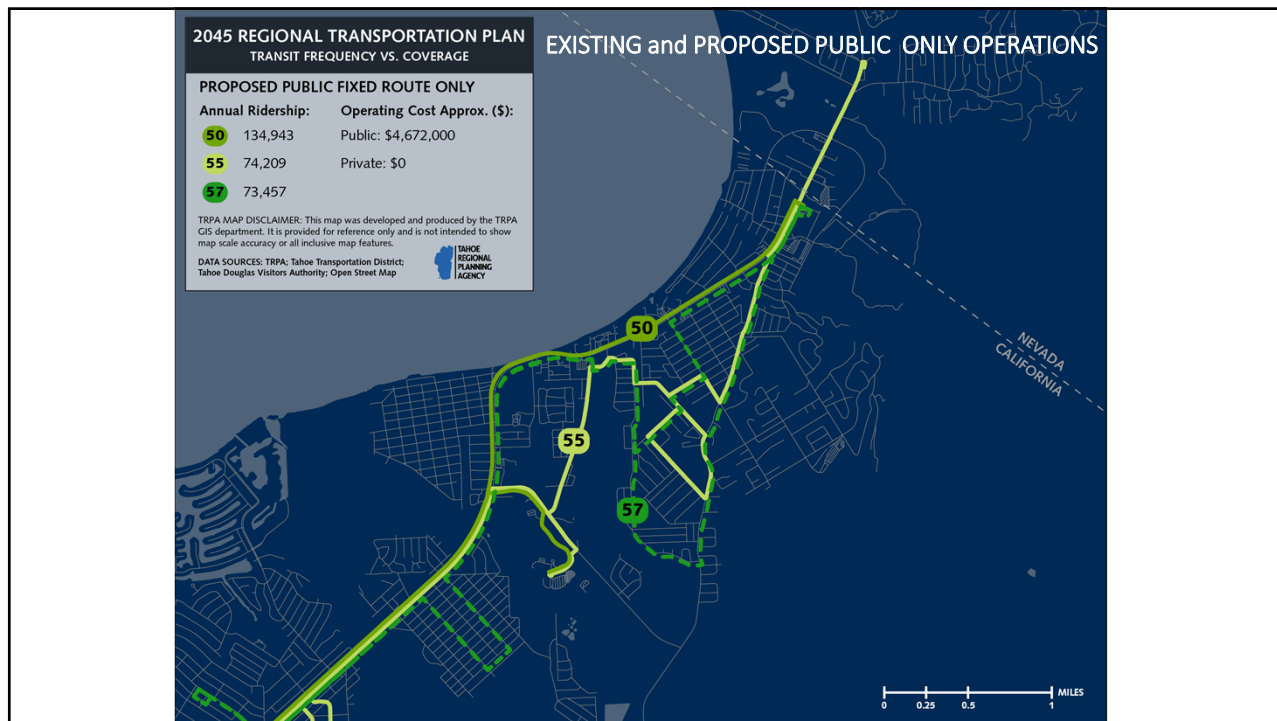 2045 REGIONAL TRANSPORTATION PLAN
TRANSIT FREQUENCY VS. COVERAGE
EXISTING and PROPOSED PUBLIC ONLY OPERATIONS
PROPOSED PUBLIC FIXED ROUTE ONLY
Annual Ridership: Operating Cost Approx. ($):
50 134,943 Public: $4,672,000
55 74,209 Private: $0
57 73,457
TRPA MAP DISCLAIMER: This map was developed and produced by the TRPA
GIS department. It is provided for reference only and is not intended to show
map scale accuracy or all inclusive map features.
DATA SOURCES: TRPA; Tahoe Transportation District;
Tahoe Douglas Visitors Authority; Open Street Map
TAHOE
REGIONAL
PLANNING
AGENCY
50
NEVADA
CALIFORNIA
55
57
MILES
0 0.25 0.5 1